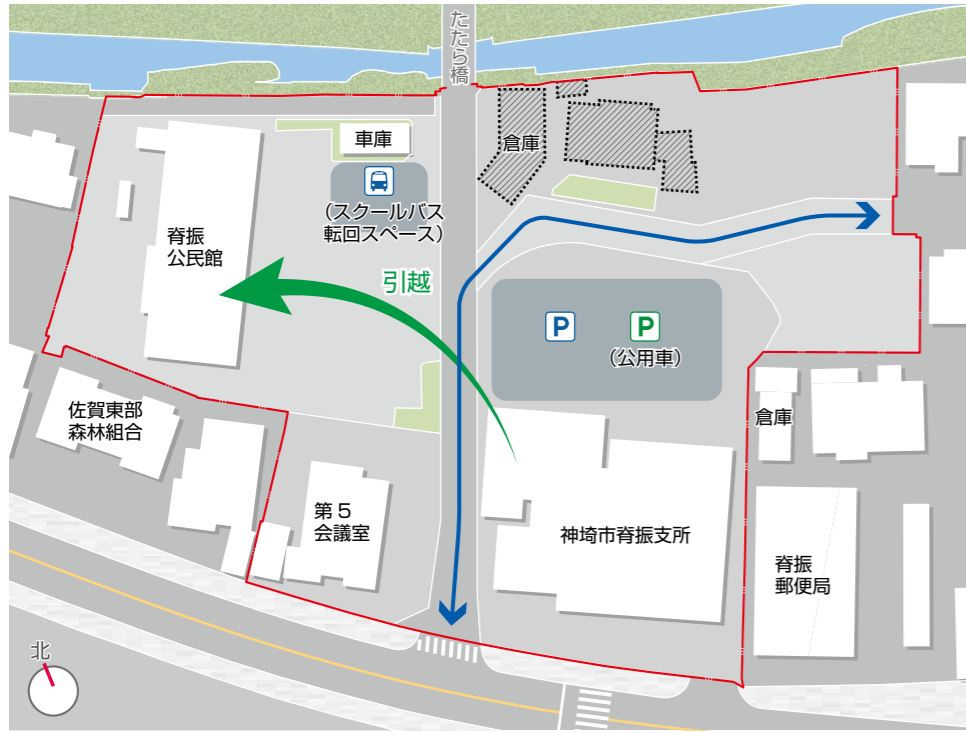 たたら橋
車庫
倉庫
(スクールバス
転回スペース)
脊振
公民館
引越
P
P
(公用車)
佐賀東部
森林組合
倉庫
第5
会議室
神埼市脊振支所
脊振
郵便局
北